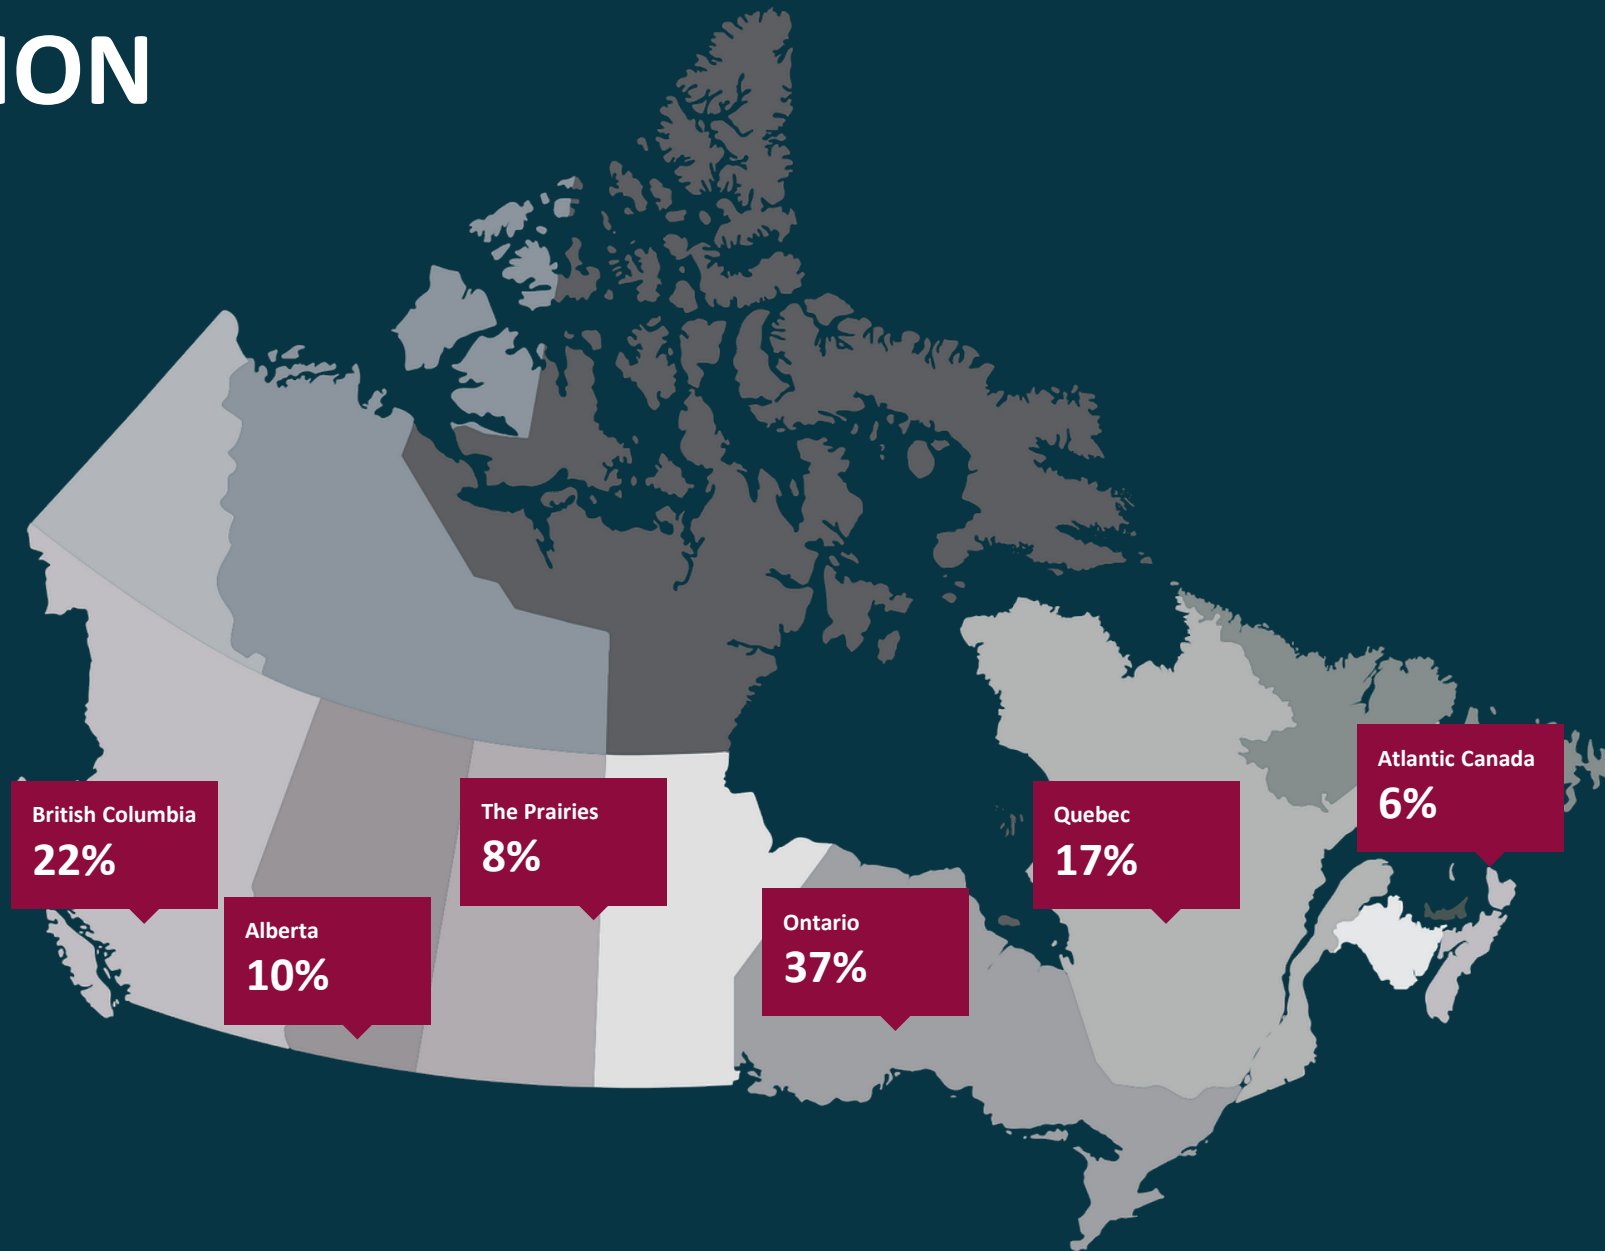 ION
Atlantic Canada
6%
British Columbia
22%
The Prairies
8%
Quebec
17%
Alberta
10%
Ontario
37%